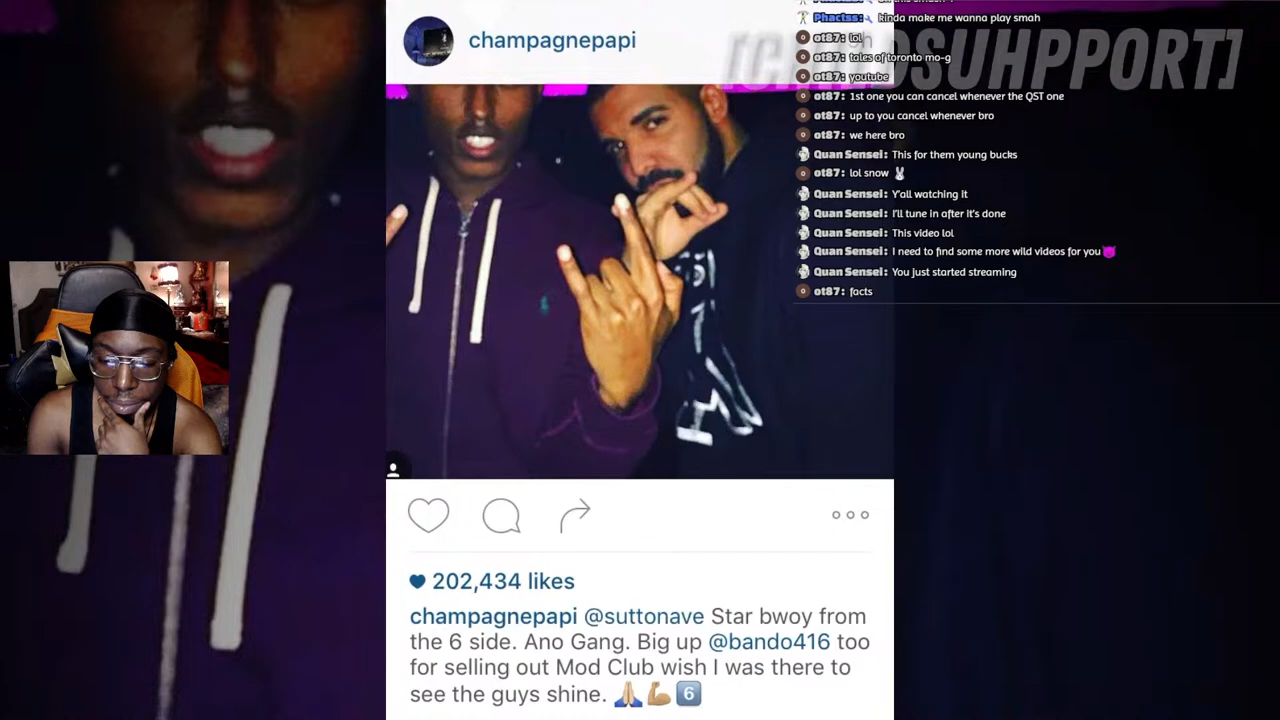 champagnepapi
Phactss: kinda make me wanna play smah
ot87: lol
ot87: tales of toronto mo-g
ot87: youtube
ot87: 1st one you can cancel whenever the QST one
ot87: up to you cancel whenever bro
ot87: we here bro
Quan Sensei: This for them young bucks
ot87: lol snow 🐰
Quan Sensei: Y'all watching it
Quan Sensei: I'll tune in after it's done
Quan Sensei: This video lol
Quan Sensei: I need to find some more wild videos for you 😈
Quan Sensei: You just started streaming
ot87: facts
202,434 likes
champagnepapi @suttonave Star bwoy from
the 6 side. Ano Gang. Big up @bando416 too
for selling out Mod Club wish I was there to
see the guys shine. 🙏🏼💪🏼6️⃣